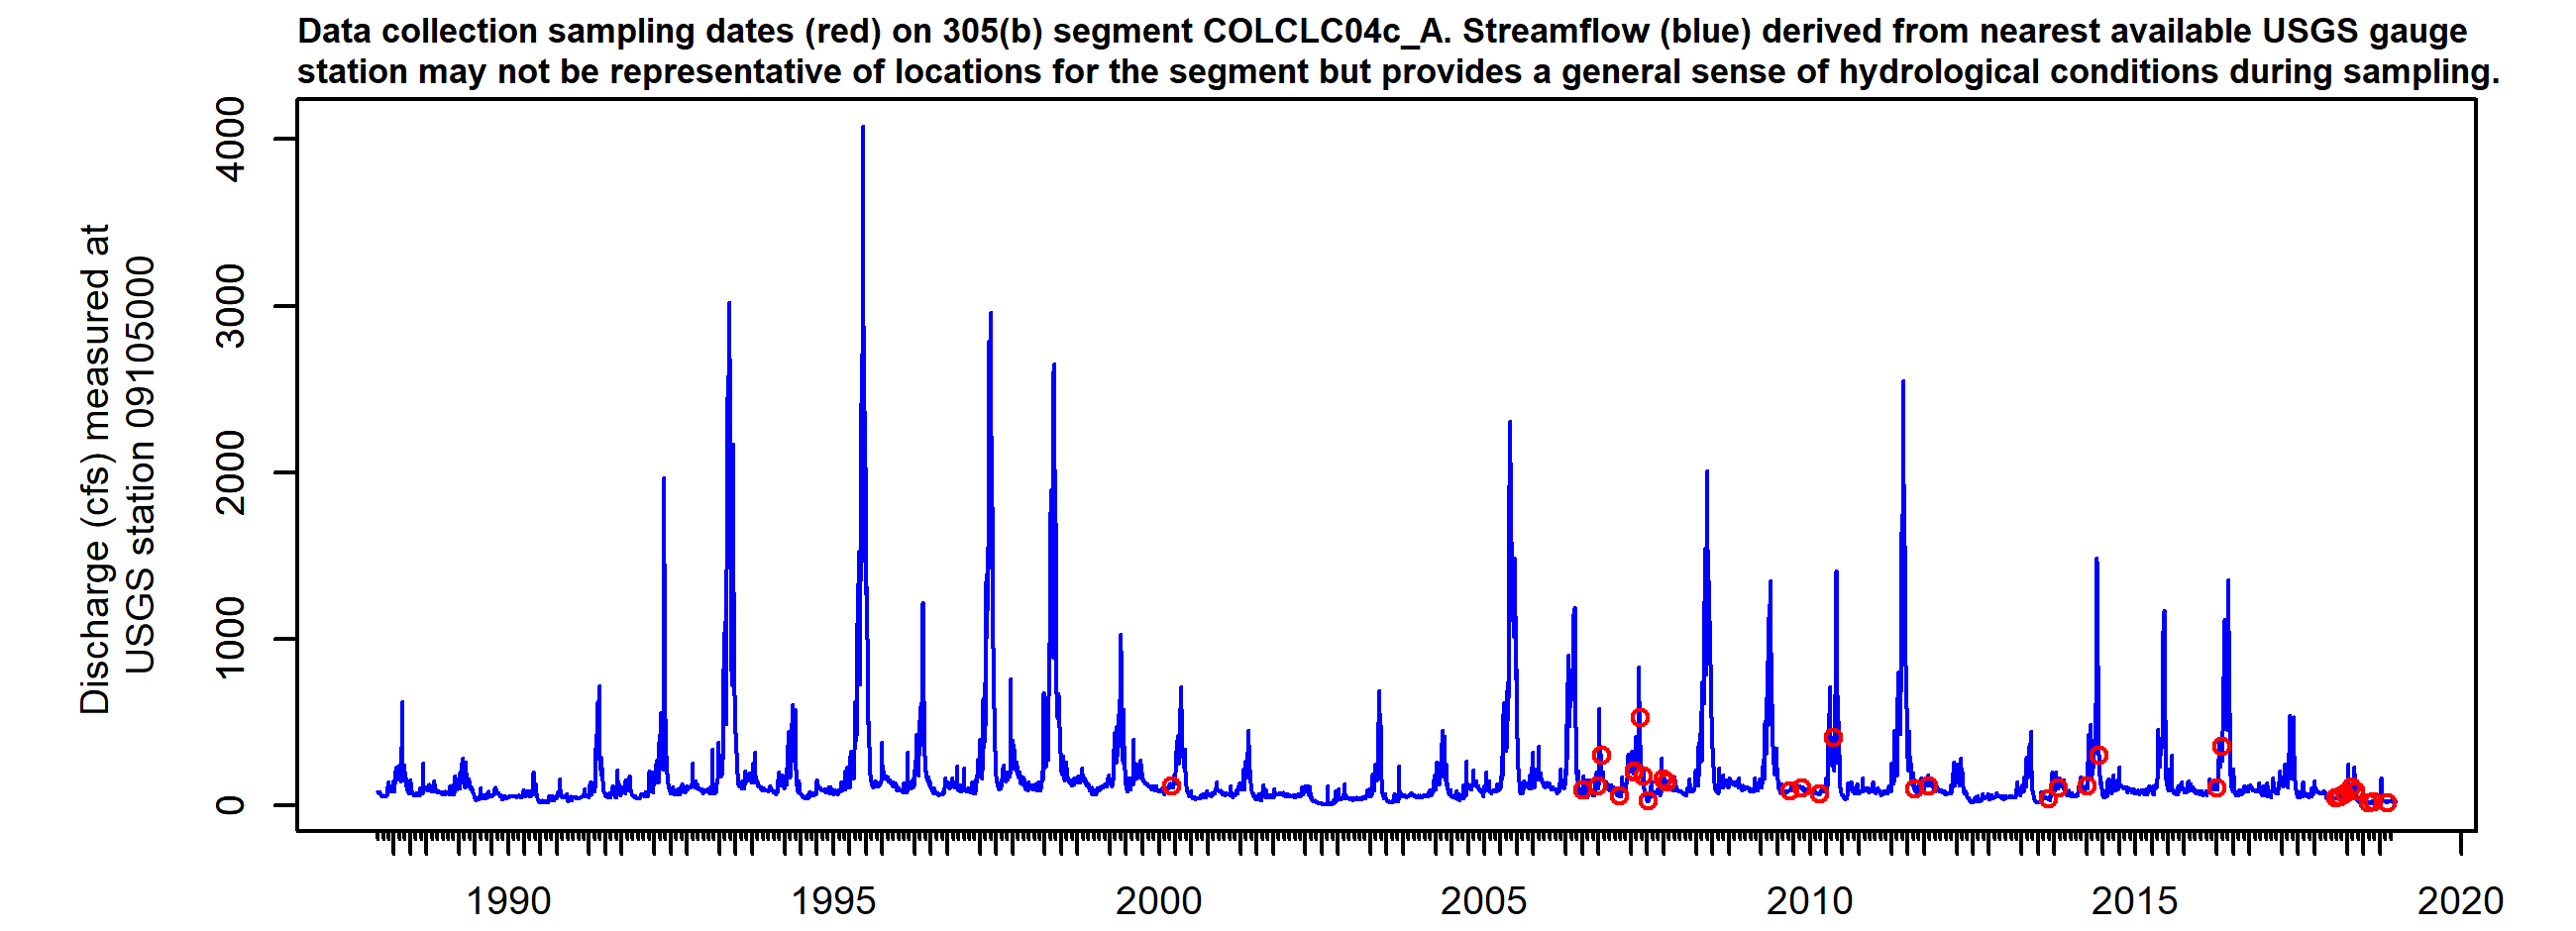 Data collection sampling dates (red) on 305(b) segment COLCLC04c_A. Streamflow (blue) derived from nearest available USGS gauge
station may not be representative of locations for the segment but provides a general sense of hydrological conditions during sampling.
Discharge (cfs) measured at
USGS station 09105000
4000
3000
2000
1000
0
1990 1995 2000 2005 2010 2015 2020